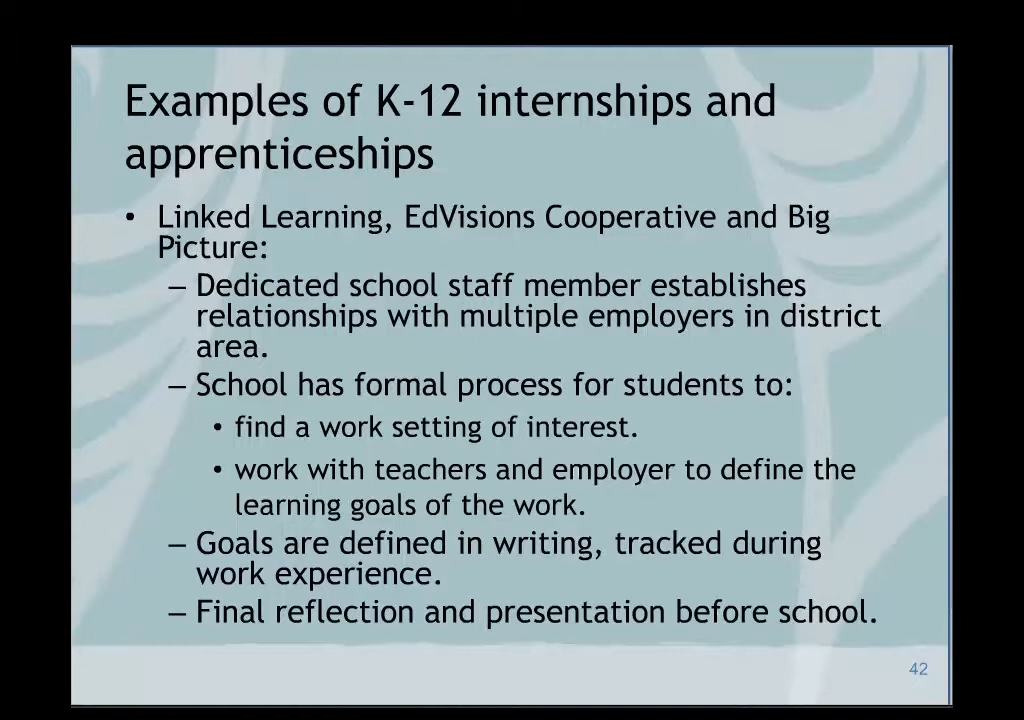 Examples of K-12 internships and
apprenticeships
• Linked Learning, EdVisions Cooperative and Big
Picture:
– Dedicated school staff member establishes
relationships with multiple employers in district
area.
– School has formal process for students to:
• find a work setting of interest.
• work with teachers and employer to define the
learning goals of the work.
– Goals are defined in writing, tracked during
work experience.
– Final reflection and presentation before school.
42